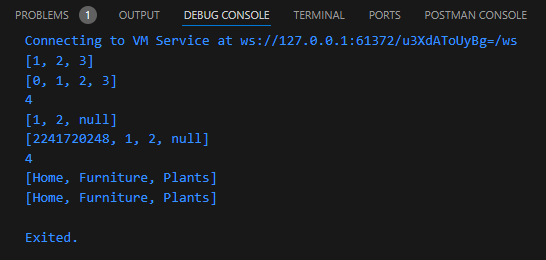 PROBLEMS 1 OUTPUT DEBUG CONSOLE TERMINAL PORTS POSTMAN CONSOLE
Connecting to VM Service at ws://127.0.0.1:61372/u3XdAToUyBg=/ws
[1, 2, 3]
[0, 1, 2, 3]
4
[1, 2, null]
[2241720248, 1, 2, null]
4
[Home, Furniture, Plants]
[Home, Furniture, Plants]
Exited.